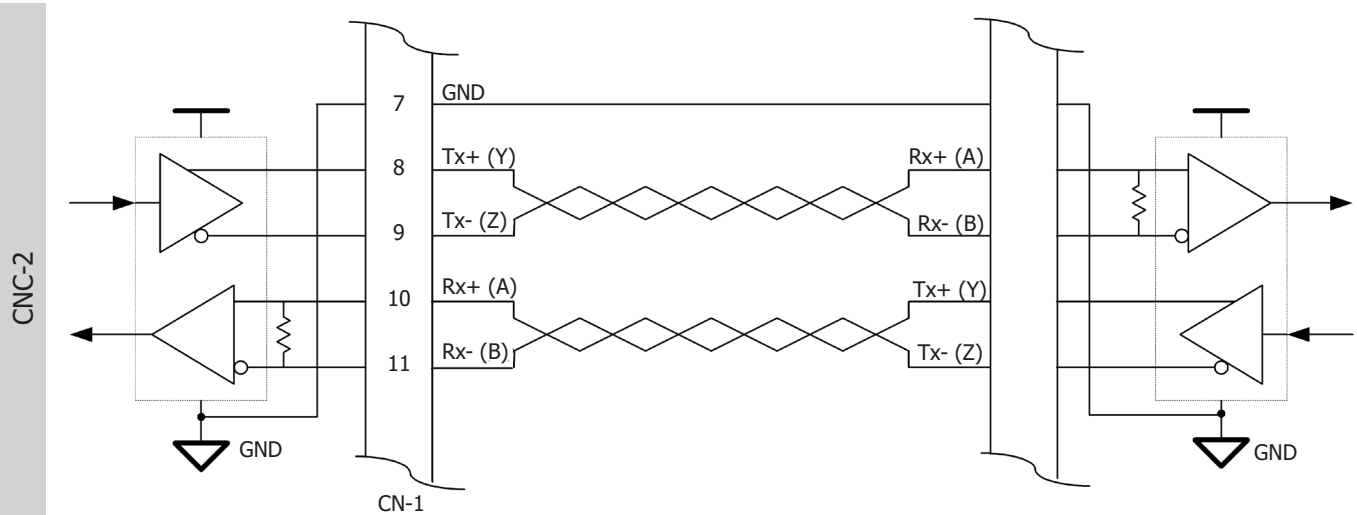 CNC-2
7 GND
8 Tx+ (Y) Rx+ (A)
9 Tx- (Z) Rx- (B)
10 Rx+ (A) Tx+ (Y)
11 Rx- (B) Tx- (Z)
GND GND
CN-1